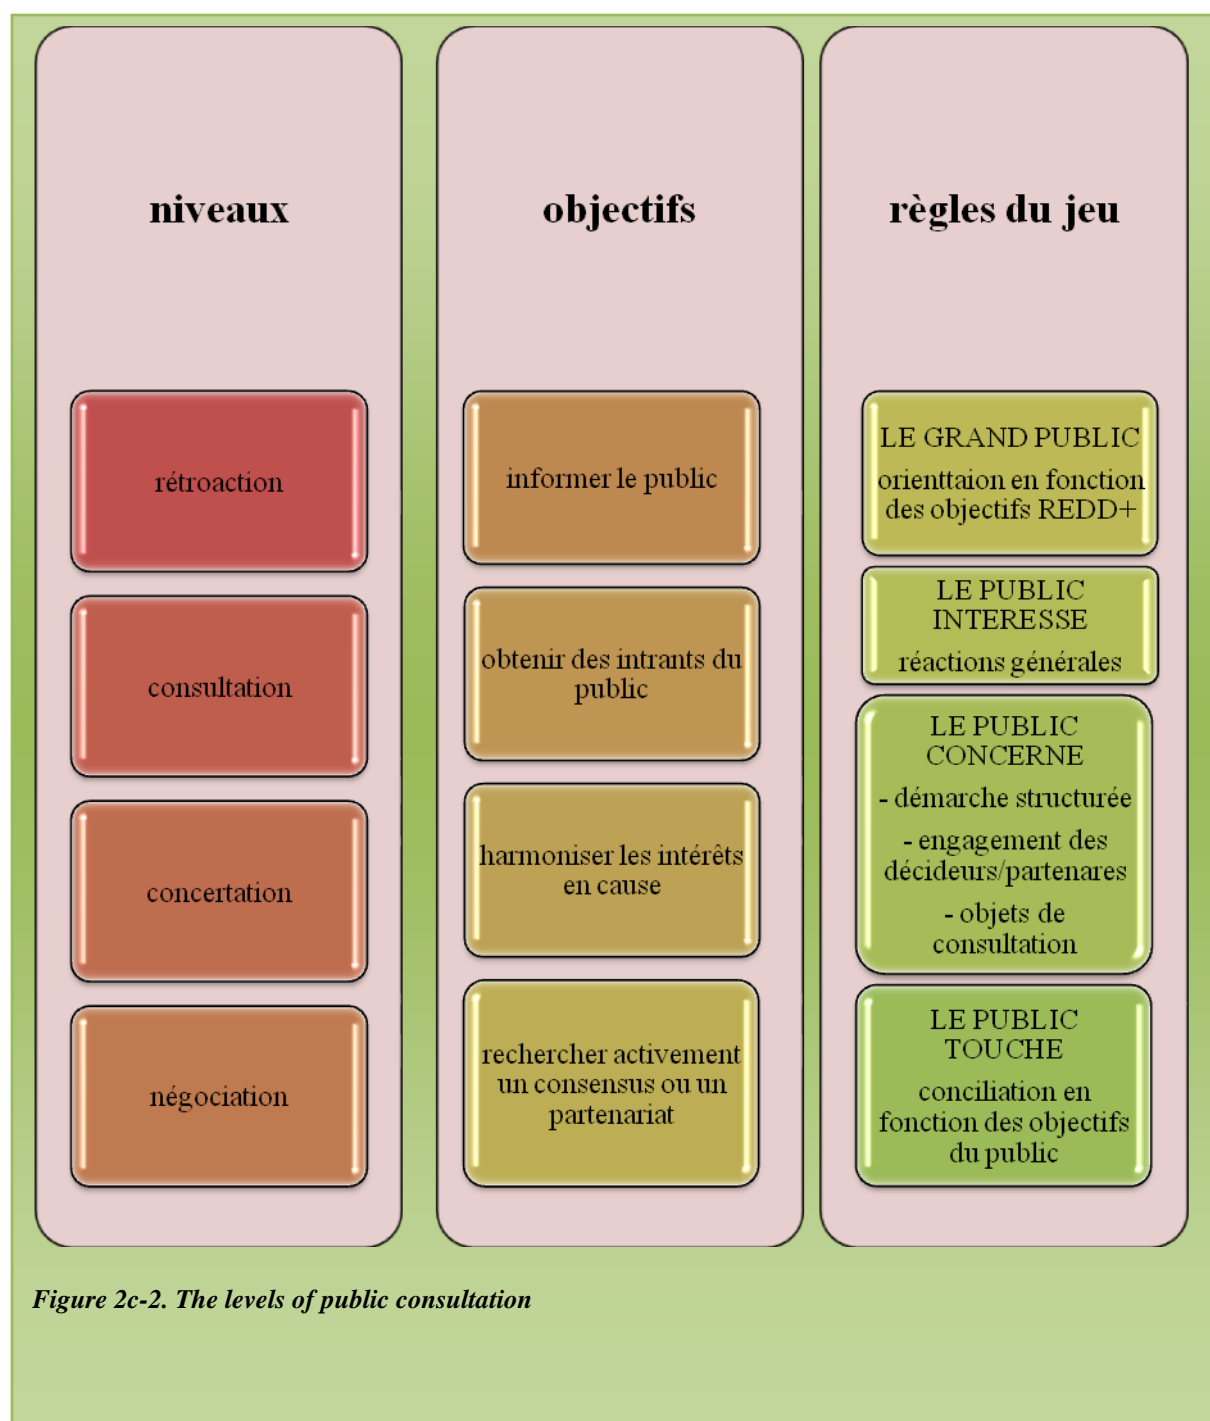 niveaux
rétroaction
consultation
concertation
négociation
objectifs
informer le public
obtenir des intrants du
public
harmoniser les intérêts
en cause
rechercher activement
un consensus ou un
partenariat
règles du jeu
LE GRAND PUBLIC
orienttaion en fonction
des objectifs REDD+
LE PUBLIC
INTERESSE
réactions générales
LE PUBLIC
CONCERNE
- démarche structurée
- engagement des
décideurs/partenares
- objets de
consultation
LE PUBLIC
TOUCHE
conciliation en
fonction des objectifs
du public
Figure 2c-2. The levels of public consultation